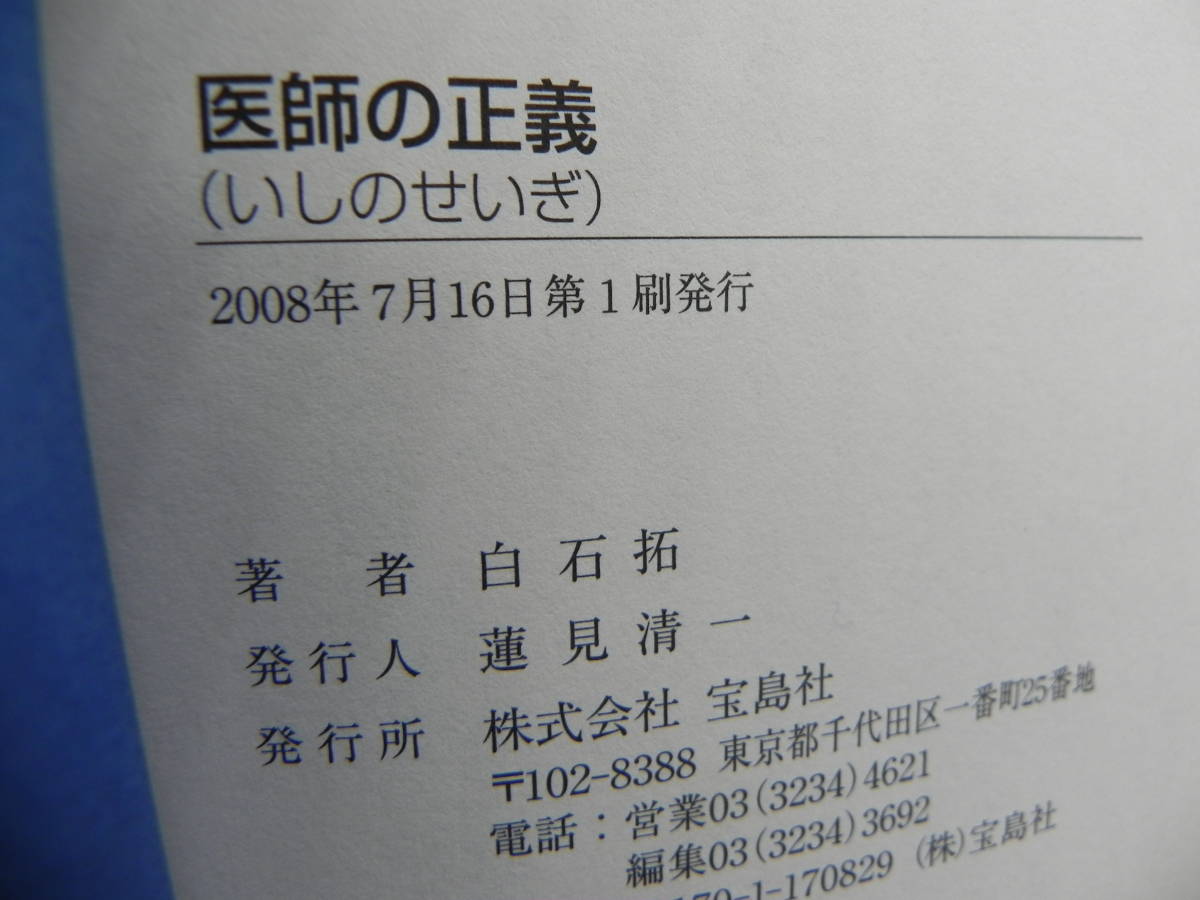 医師の正義
(いしのせいぎ)
2008年7月16日第1刷発行
著者 白石拓
発行人 蓮見清一
発行所 株式会社 宝島社
〒102-8388 東京都千代田区一番町25番地
電話：営業03(3234)4621
編集03(3234)3692
170-1-170829 (株)宝島社